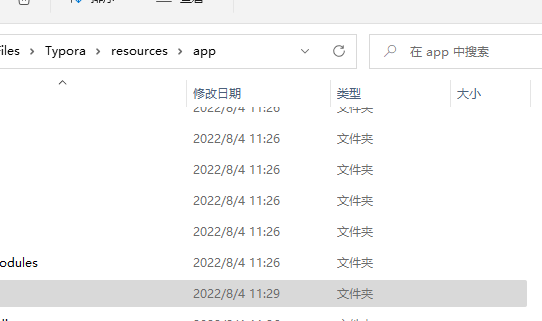 iles > Typora > resources > app
在 app 中搜索
修改日期 类型 大小
2022/8/4 11:26 文件夹
2022/8/4 11:26 文件夹
2022/8/4 11:26 文件夹
2022/8/4 11:26 文件夹
2022/8/4 11:26 文件夹
odules 2022/8/4 11:26 文件夹
2022/8/4 11:29 文件夹